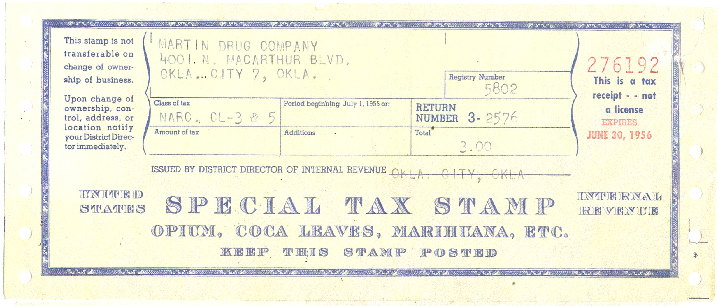 This stamp is not
transferable on
change of owner-
ship of business.
Upon change of
ownership, con-
trol, address, or
location notify
your District Direc-
tor immediately.
MARTIN DRUG COMPANY
4001 N. MACARTHUR BLVD.
OKLA. CITY 7, OKLA.
Registry Number
5802
Class of tax
NARC. CL-3 & 5
Period beginning July 1, 1955 or:
RETURN
NUMBER 3-2576
Amount of tax
Additions
Total
3.00
276192
This is a tax
receipt - - not
a license
EXPIRES
JUNE 30, 1956
ISSUED BY DISTRICT DIRECTOR OF INTERNAL REVENUE OKLA. CITY, OKLA
UNITED
STATES
SPECIAL TAX STAMP
INTERNAL
REVENUE
OPIUM, COCA LEAVES, MARIHUANA, ETC.
KEEP THIS STAMP POSTED